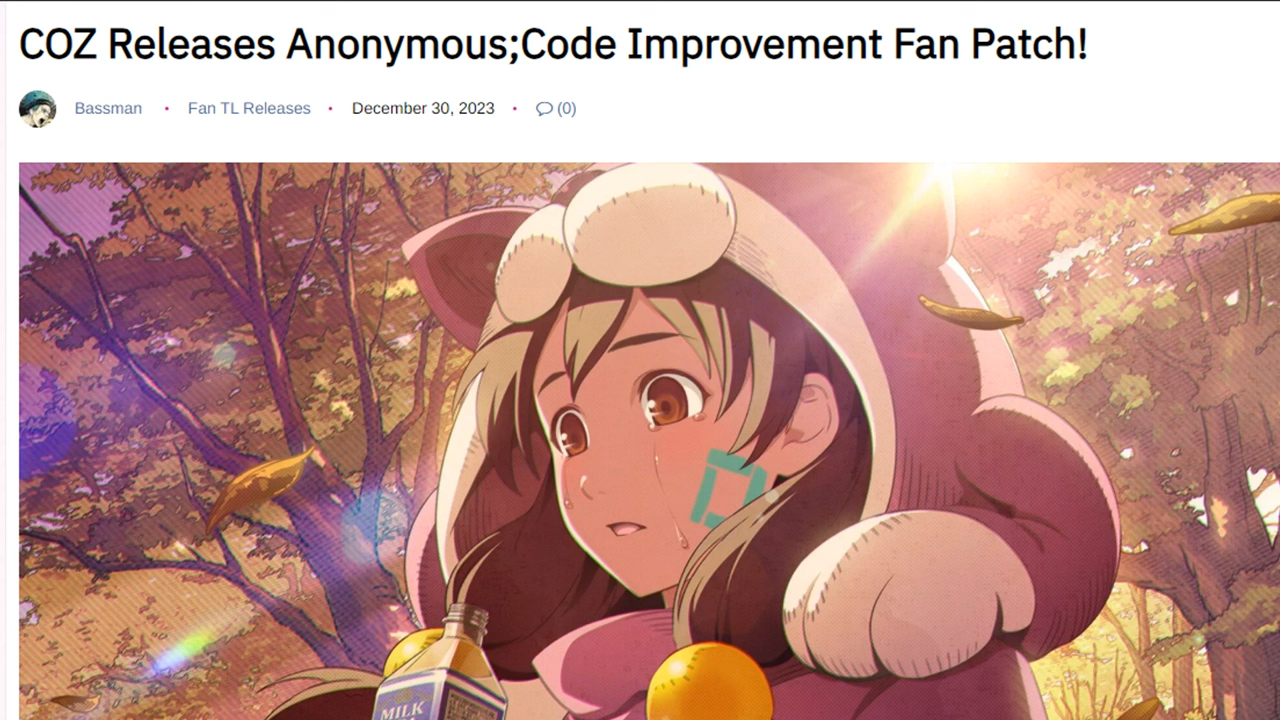 COZ Releases Anonymous;Code Improvement Fan Patch!
Bassman • Fan TL Releases • December 30, 2023 • (0)
MILK